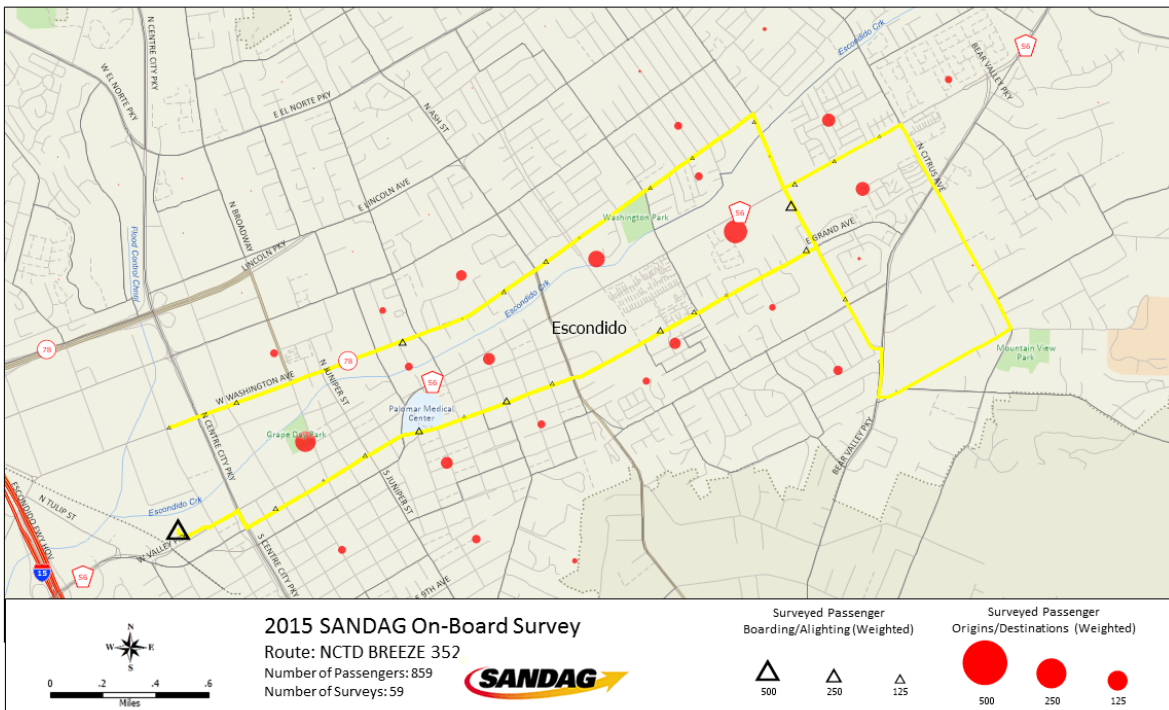 Escondido Crk
56
BEAR VALLEY PKY
N CENTRE CITY PKY
W EL NORTE PKY
E EL NORTE PKY
N ASH ST
N CITRUS AVE
E LINCOLN AVE
N BROADWAY
LINCOLN PKY
Washington Park
56
E GRAND AVE
Flood Control Chnnl
Escondido Crk
Escondido
78
78
Mountain View
Park
W WASHINGTON AVE
N JUNIPER ST
56
Palomar Medical
Center
N CENTRE CITY PKY
Grape Day Park
BEAR VALLEY PKY
S JUNIPER ST
ESCONDIDO FWY HOV
N TULIP ST
Escondido Crk
W VALLEY PKY
S CENTRE CITY PKY
E 9TH AVE
15
56
N
W E
S
0 .2 .4 .6
Miles
2015 SANDAG On-Board Survey
Route: NCTD BREEZE 352
Number of Passengers: 859
Number of Surveys: 59
SANDAG
Surveyed Passenger
Boarding/Alighting (Weighted)
500 250 125
Surveyed Passenger
Origins/Destinations (Weighted)
500 250 125